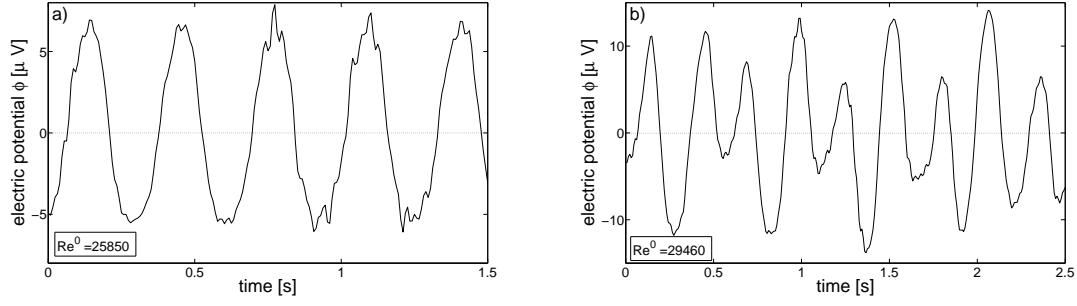 a)
electric potential ϕ [μ V]
5
0
−5
Re⁰ =25850
0
0.5
1
1.5
time [s]
b)
electric potential ϕ [μ V]
10
0
−10
Re⁰ =29460
0
0.5
1
1.5
2
2.5
time [s]